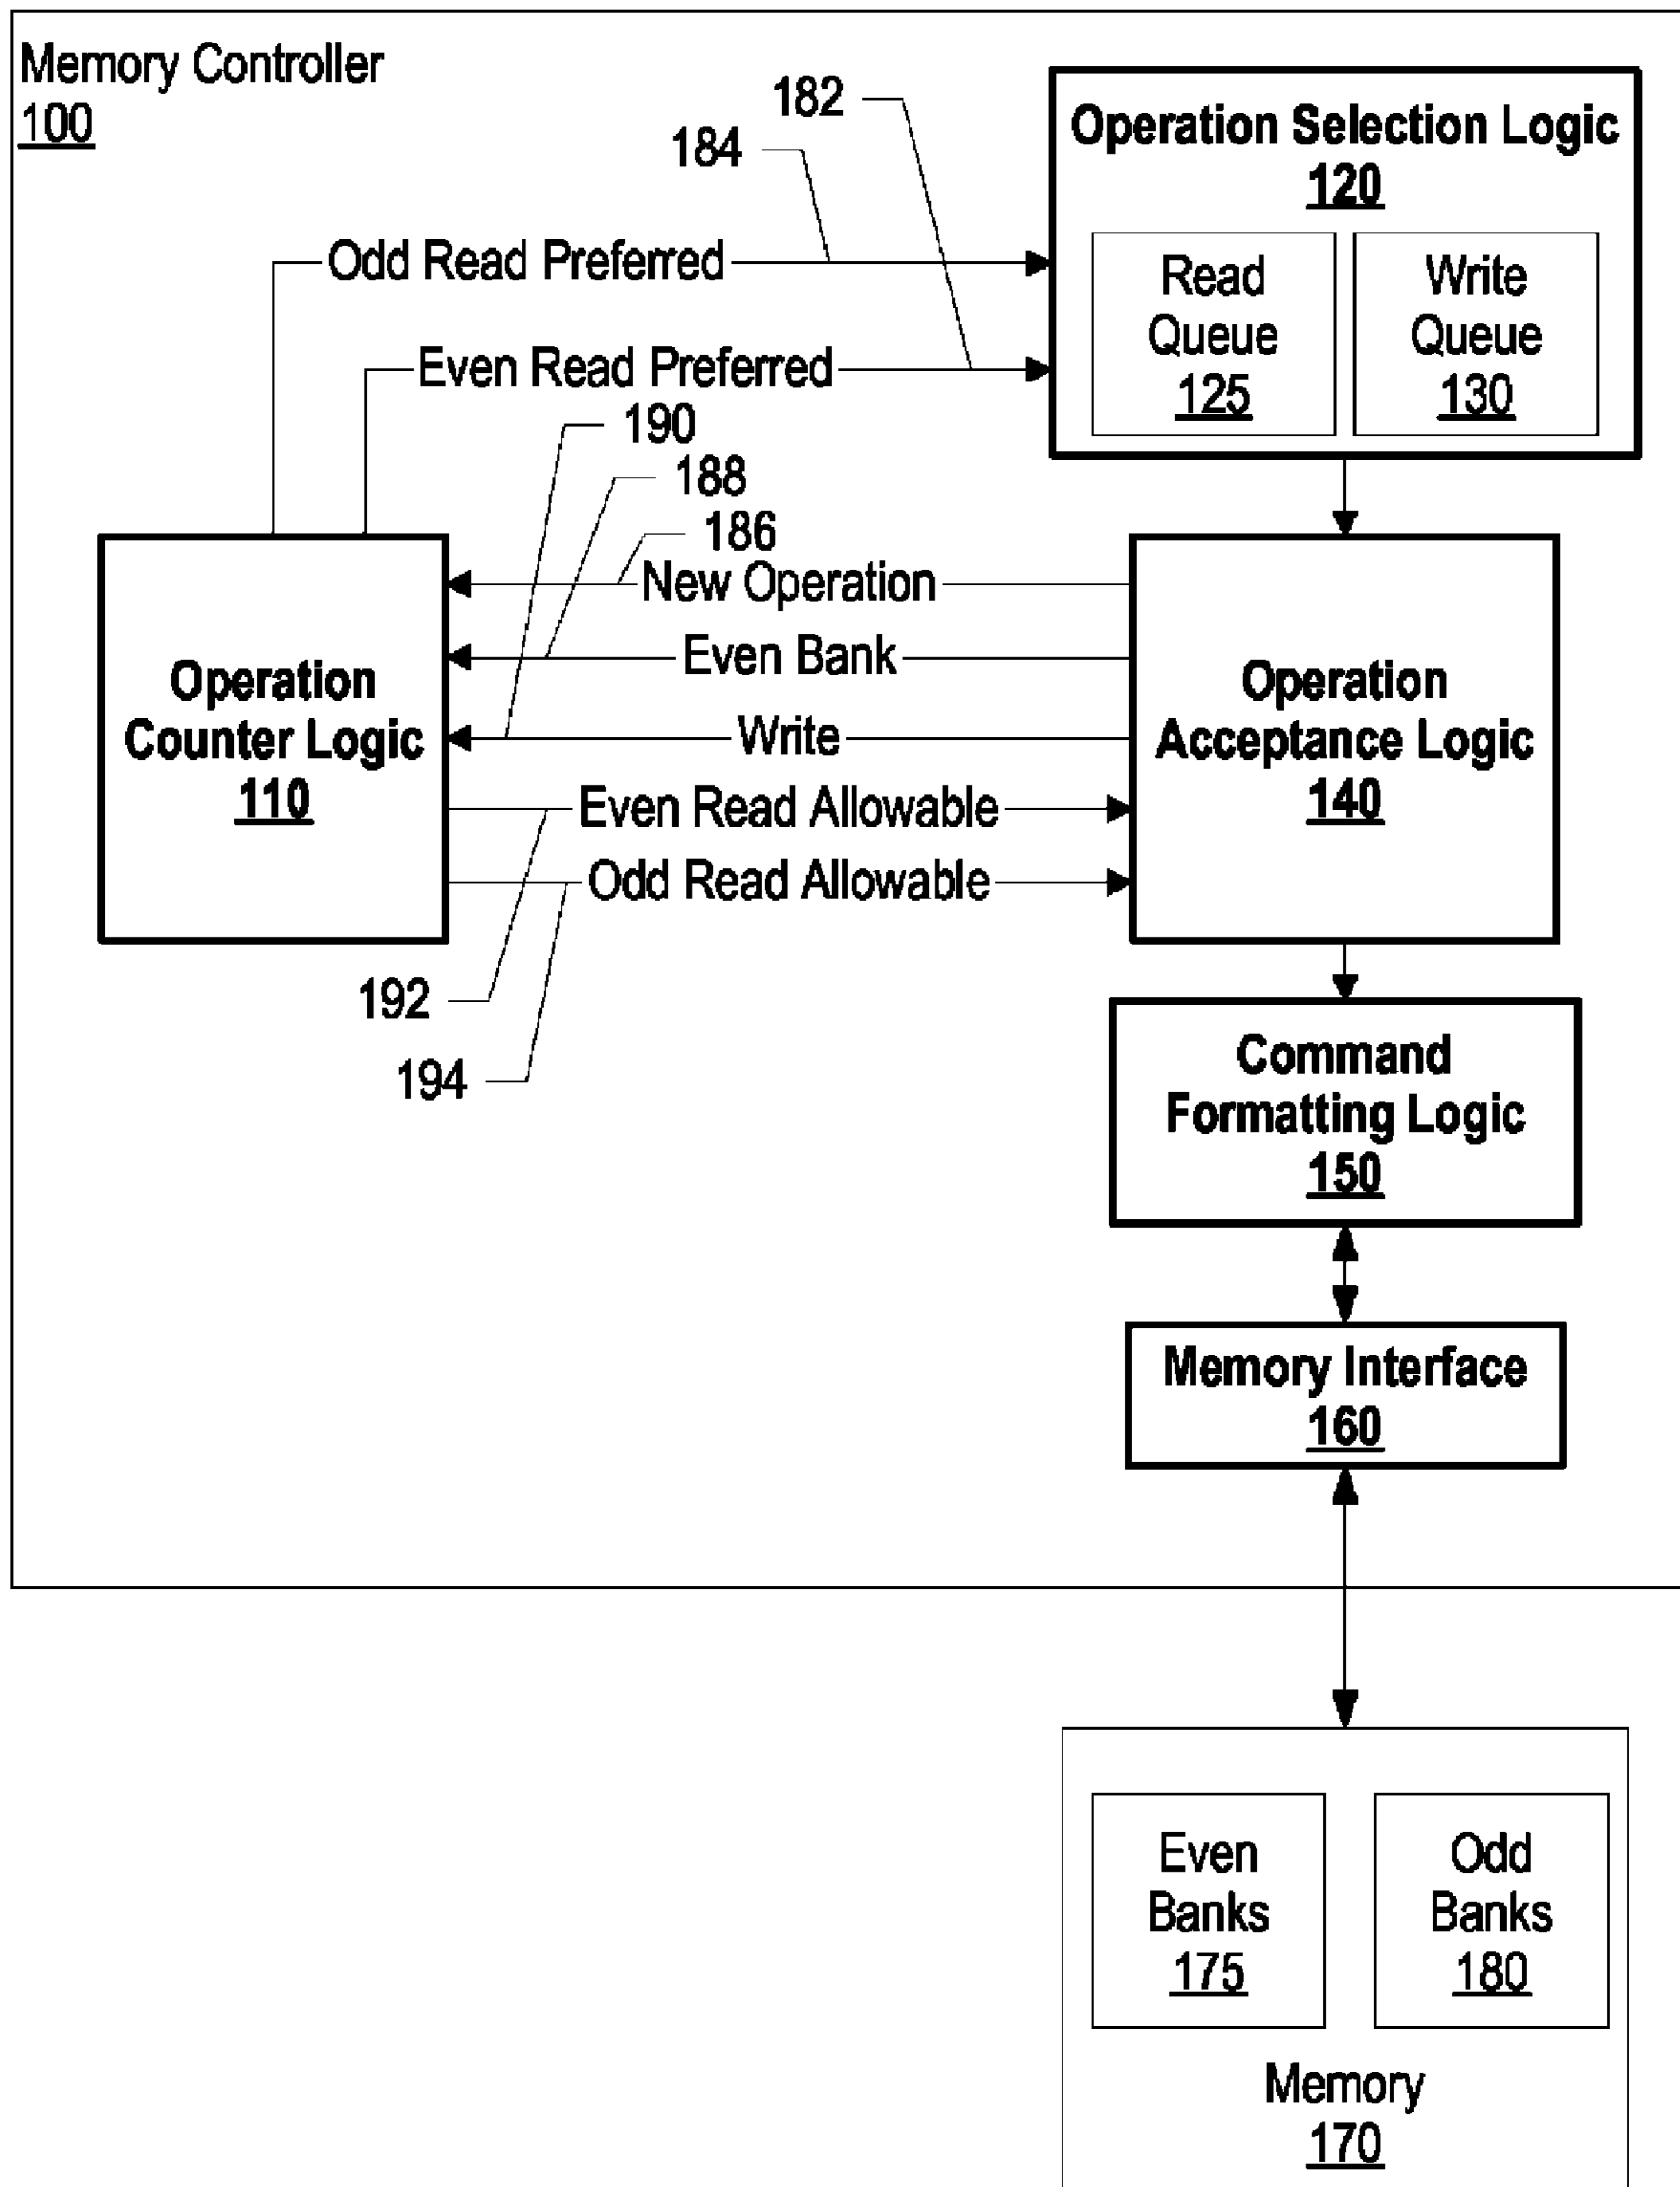 Memory Controller
100
182
184
Operation Selection Logic
120
Odd Read Preferred
Even Read Preferred
Read
Queue
125
Write
Queue
130
190
188
186
New Operation
Even Bank
Write
Even Read Allowable
Odd Read Allowable
Operation
Counter Logic
110
Operation
Acceptance Logic
140
192
194
Command
Formatting Logic
150
Memory Interface
160
Even
Banks
175
Odd
Banks
180
Memory
170